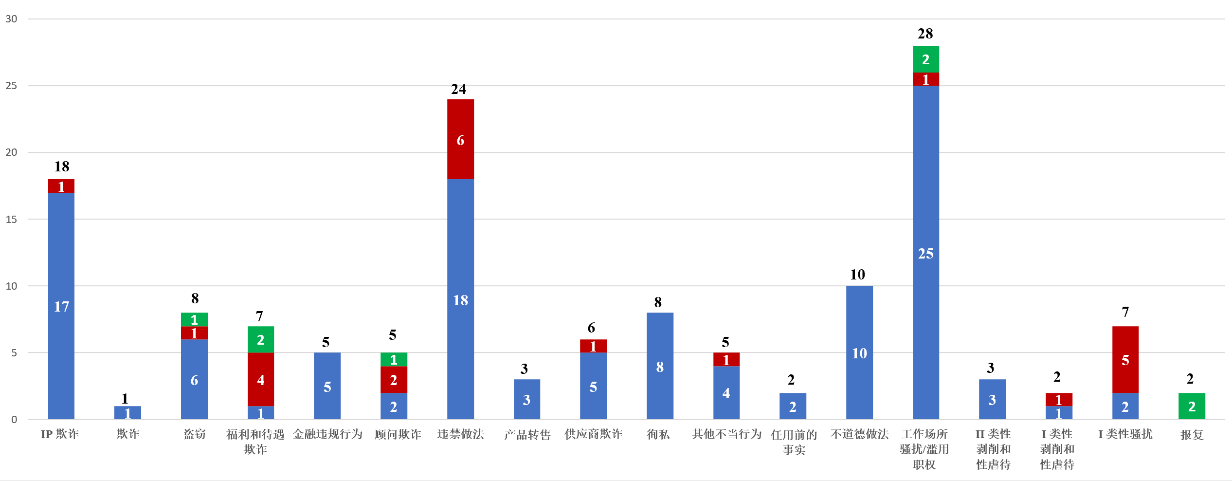 30
25
20
15
10
5
0
18
1
17
1
1
8
1
1
6
7
2
4
1
5
5
5
1
2
2
24
6
18
3
3
6
1
5
8
8
5
1
4
2
2
10
10
28
2
1
25
3
3
2
1
1
7
5
2
2
2
IP 欺诈
欺诈
盗窃
福利和待遇
欺诈
金融违规行为
顾问欺诈
违禁做法
产品转售
供应商欺诈
徇私
其他不当行为
任用前的
事实
不道德做法
工作场所
骚扰/滥用
职权
II 类性
剥削和
性虐待
I 类性
剥削和
性虐待
I 类性骚扰
报复